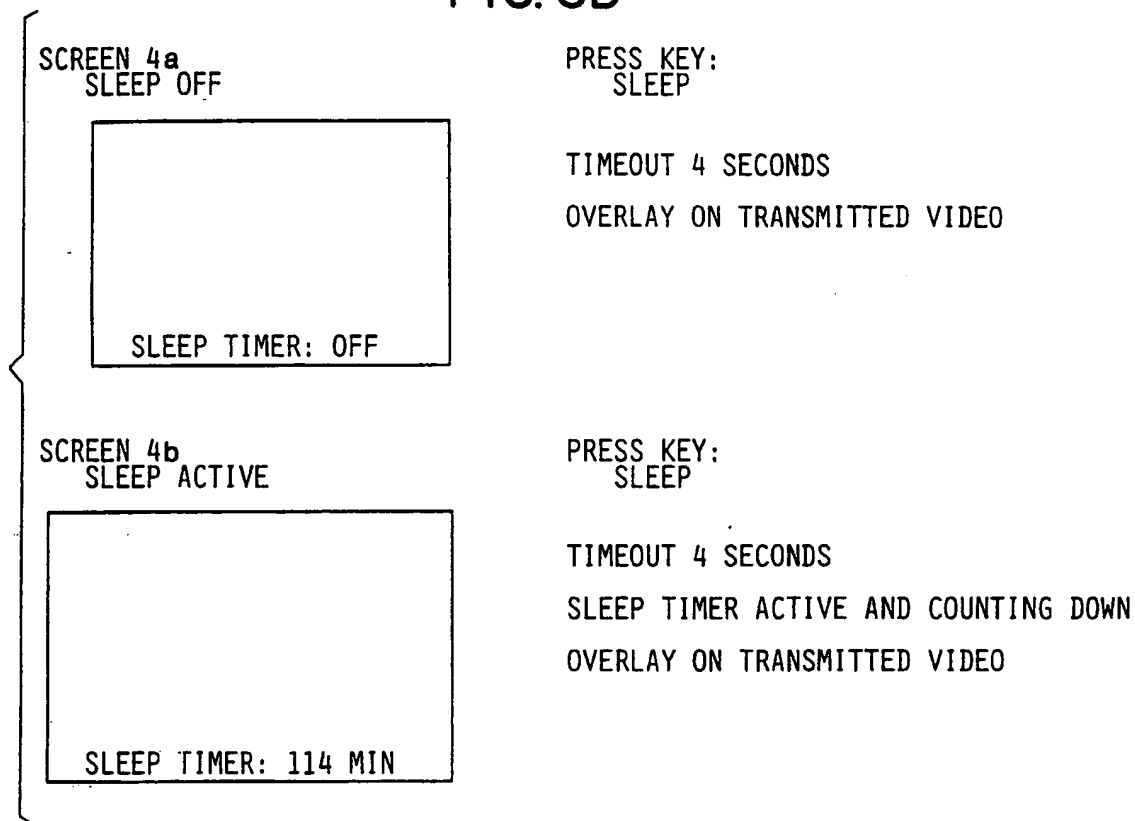 FIG.
SCREEN 4a
SLEEP OFF
SLEEP TIMER: OFF
PRESS KEY:
SLEEP
TIMEOUT 4 SECONDS
OVERLAY ON TRANSMITTED VIDEO
SCREEN 4b
SLEEP ACTIVE
SLEEP TIMER: 114 MIN
PRESS KEY:
SLEEP
TIMEOUT 4 SECONDS
SLEEP TIMER ACTIVE AND COUNTING DOWN
OVERLAY ON TRANSMITTED VIDEO